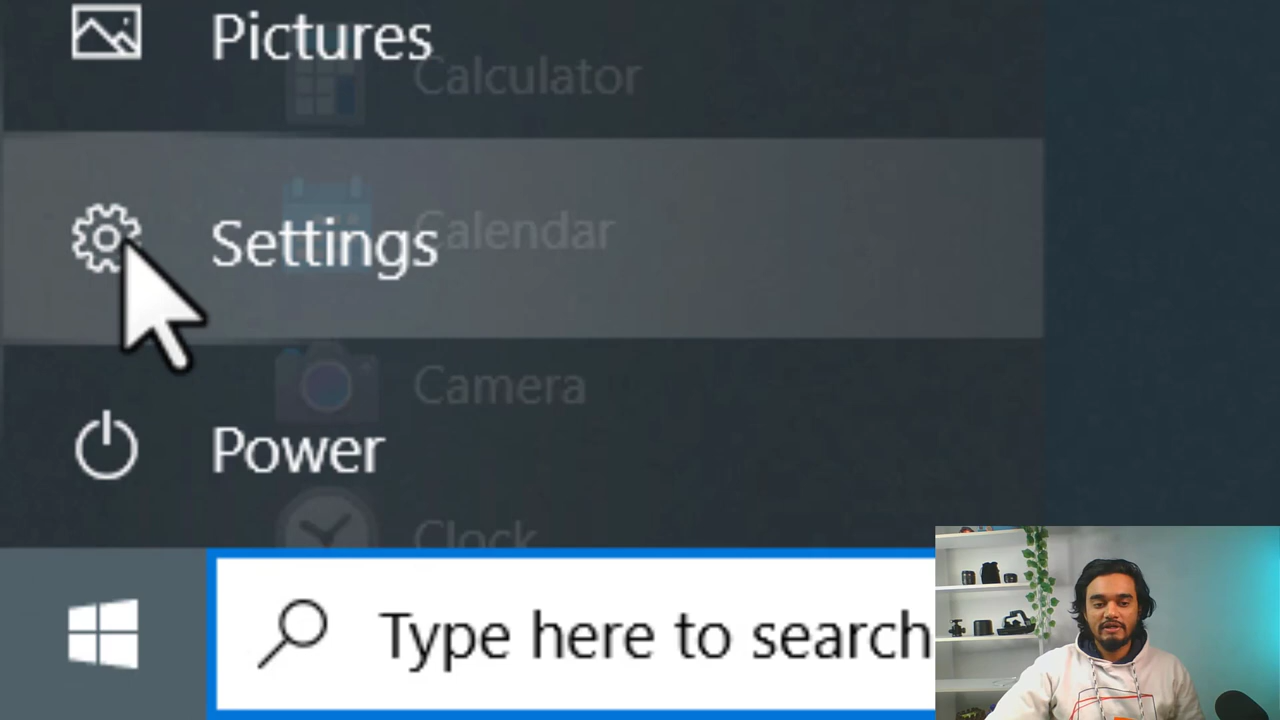 Pictures
Calculator
Settings
Calendar
Camera
Power
Clock
Type here to search